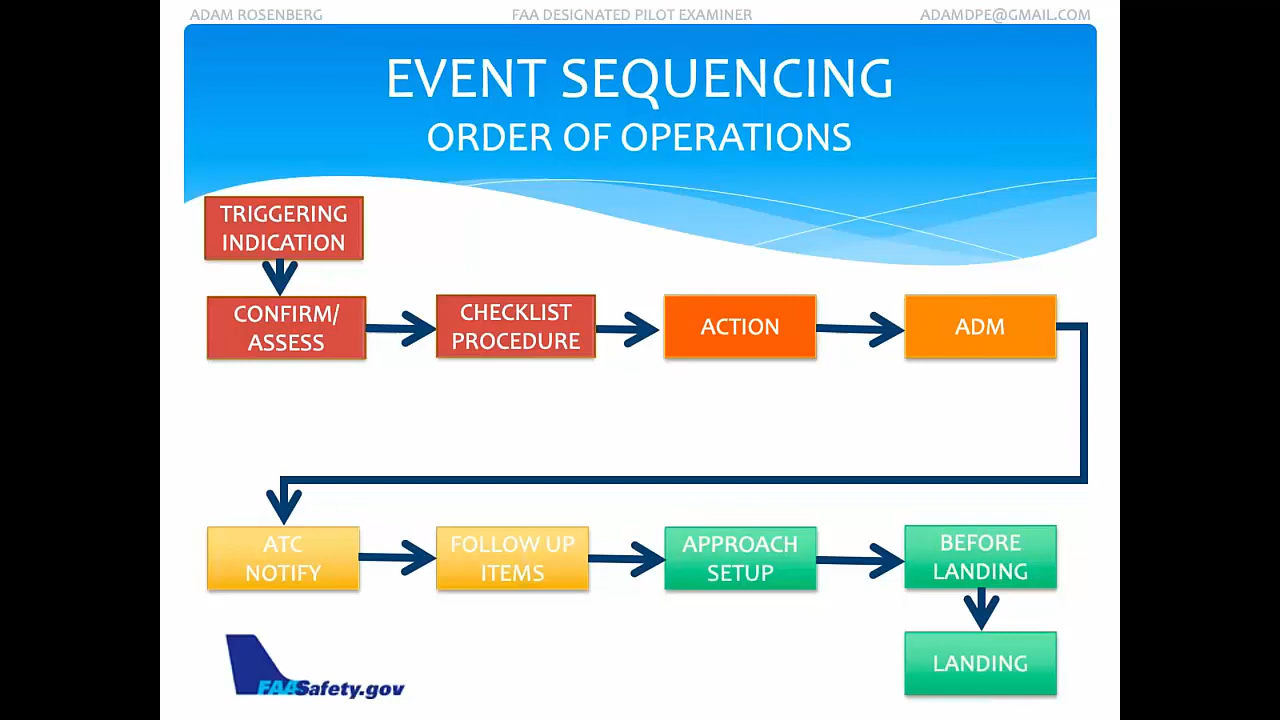 ADAM ROSENBERG
FAA DESIGNATED PILOT EXAMINER
ADAMDPE@GMAIL.COM
EVENT SEQUENCING
ORDER OF OPERATIONS
TRIGGERING
INDICATION
CONFIRM/
ASSESS
CHECKLIST
PROCEDURE
ACTION
ADM
ATC
NOTIFY
FOLLOW UP
ITEMS
APPROACH
SETUP
BEFORE
LANDING
LANDING
FAASafety.gov